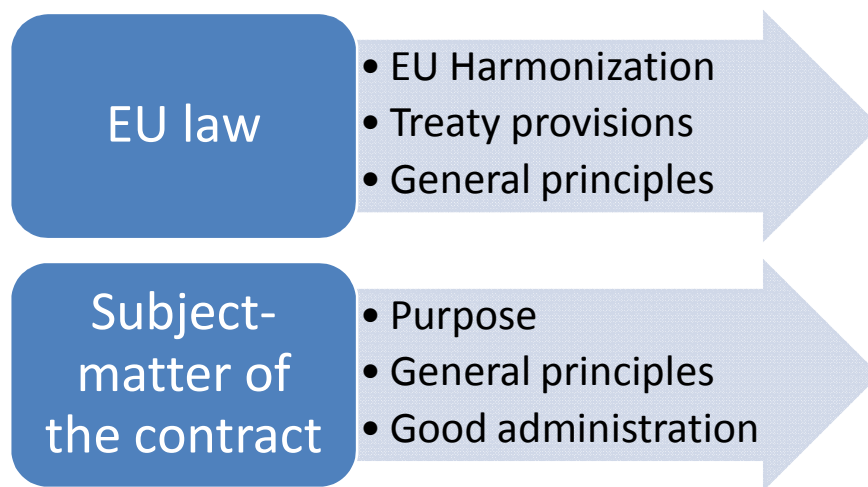 EU law
• EU Harmonization
• Treaty provisions
• General principles
Subject-
matter of
the contract
• Purpose
• General principles
• Good administration